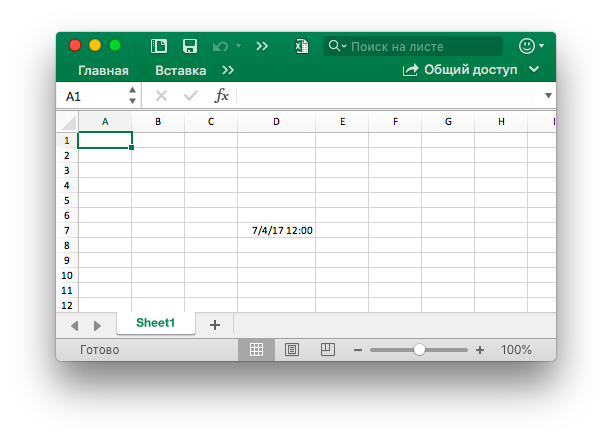 Поиск на листе
Главная Вставка Общий доступ
A1 fx
A B C D E F G H I
1
2
3
4
5
6
7 7/4/17 12:00
8
9
10
11
12
Sheet1
Готово 100%